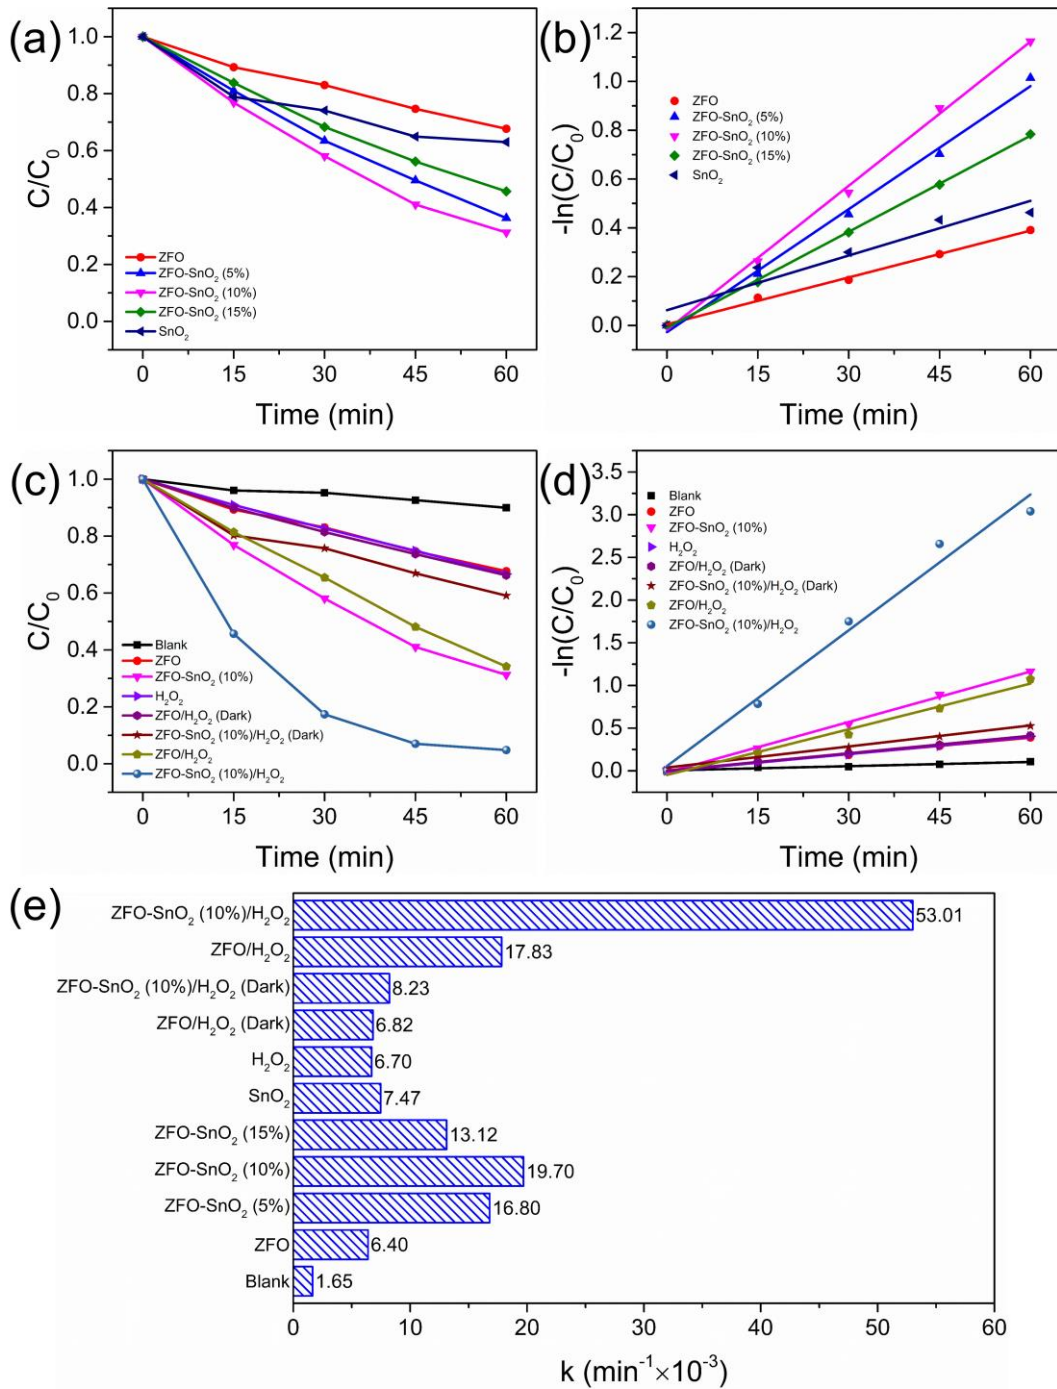 (a)
1.0
0.8
0.6
0.4
0.2
0.0
C/C₀
ZFO
ZFO-SnO₂ (5%)
ZFO-SnO₂ (10%)
ZFO-SnO₂ (15%)
SnO₂
0 15 30 45 60
Time (min)
(b)
1.2
1.0
0.8
0.6
0.4
0.2
0.0
-ln(C/C₀)
ZFO
ZFO-SnO₂ (5%)
ZFO-SnO₂ (10%)
ZFO-SnO₂ (15%)
SnO₂
0 15 30 45 60
Time (min)
(c)
1.0
0.8
0.6
0.4
0.2
0.0
C/C₀
Blank
ZFO
ZFO-SnO₂ (10%)
H₂O₂
ZFO/H₂O₂ (Dark)
ZFO-SnO₂ (10%)/H₂O₂ (Dark)
ZFO/H₂O₂
ZFO-SnO₂ (10%)/H₂O₂
0 15 30 45 60
Time (min)
(d)
3.5
3.0
2.5
2.0
1.5
1.0
0.5
0.0
-ln(C/C₀)
Blank
ZFO
ZFO-SnO₂ (10%)
H₂O₂
ZFO/H₂O₂ (Dark)
ZFO-SnO₂ (10%)/H₂O₂ (Dark)
ZFO/H₂O₂
ZFO-SnO₂ (10%)/H₂O₂
0 15 30 45 60
Time (min)
(e)
ZFO-SnO₂ (10%)/H₂O₂ 53.01
ZFO/H₂O₂ 17.83
ZFO-SnO₂ (10%)/H₂O₂ (Dark) 8.23
ZFO/H₂O₂ (Dark) 6.82
H₂O₂ 6.70
SnO₂ 7.47
ZFO-SnO₂ (15%) 13.12
ZFO-SnO₂ (10%) 19.70
ZFO-SnO₂ (5%) 16.80
ZFO 6.40
Blank 1.65
0 10 20 30 40 50 60
k (min⁻¹×10⁻³)